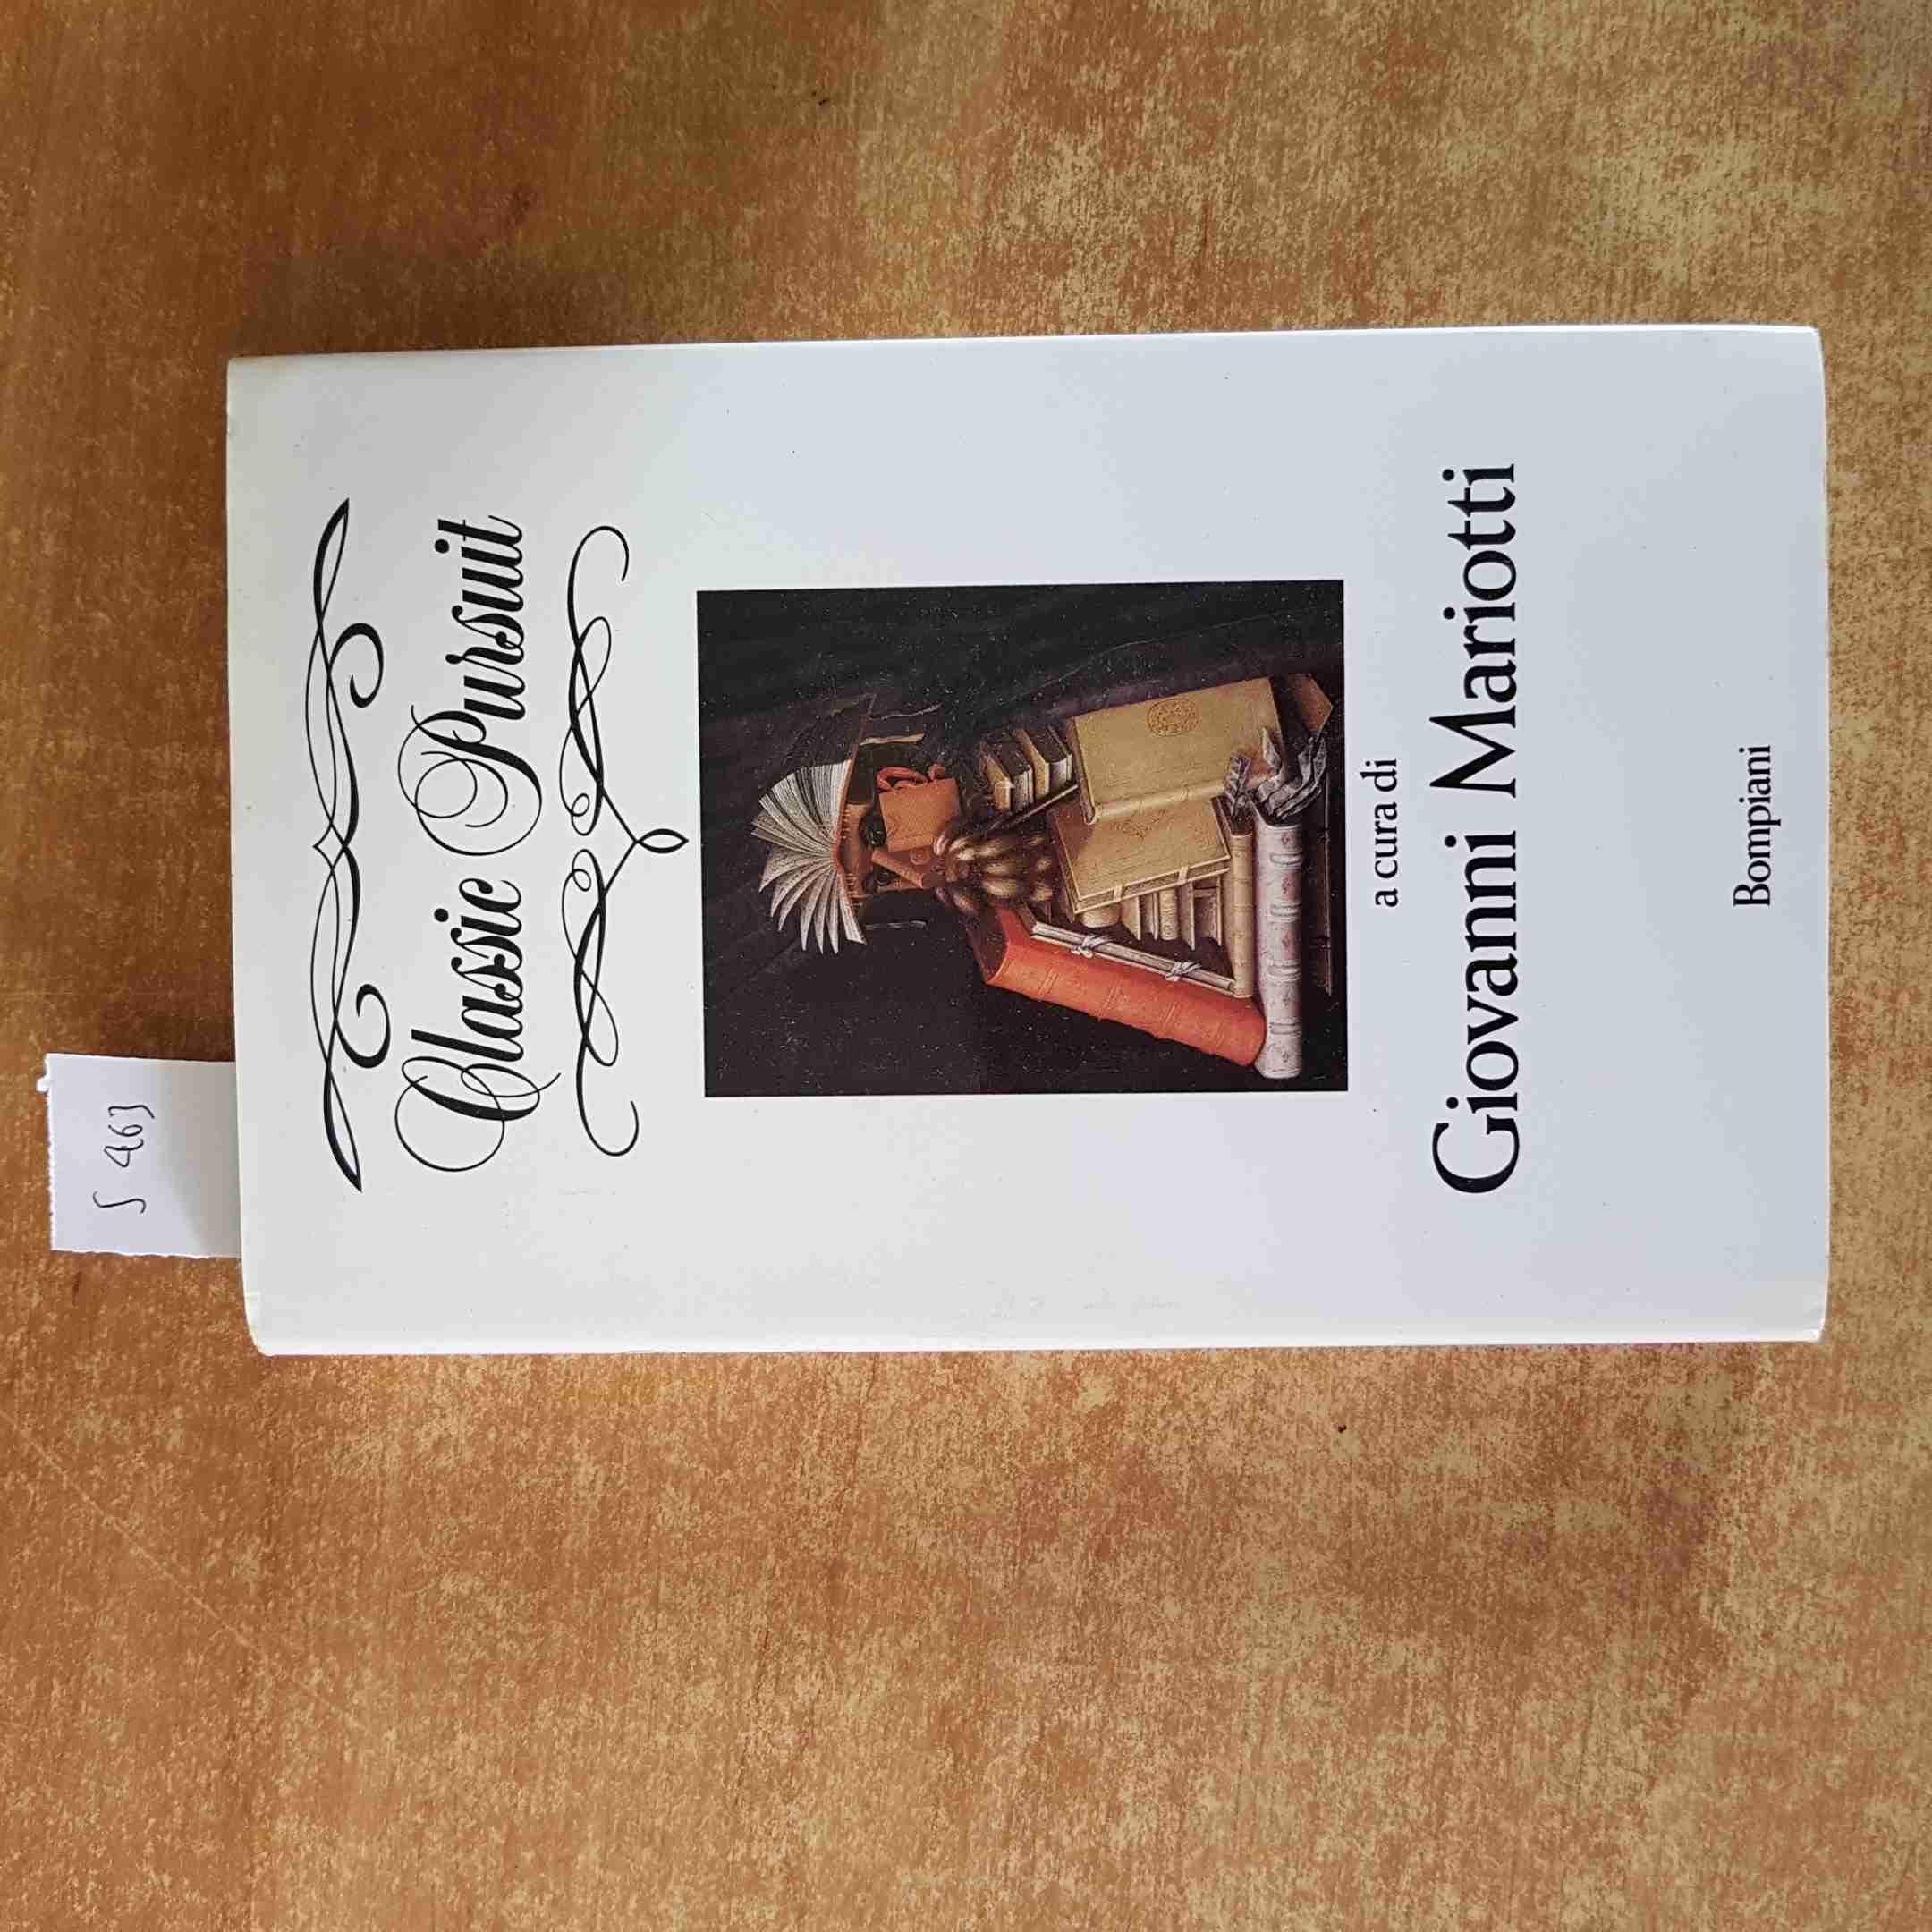 S 463
Classic Pursuit
a cura di
Giovanni Mariotti
Bompiani